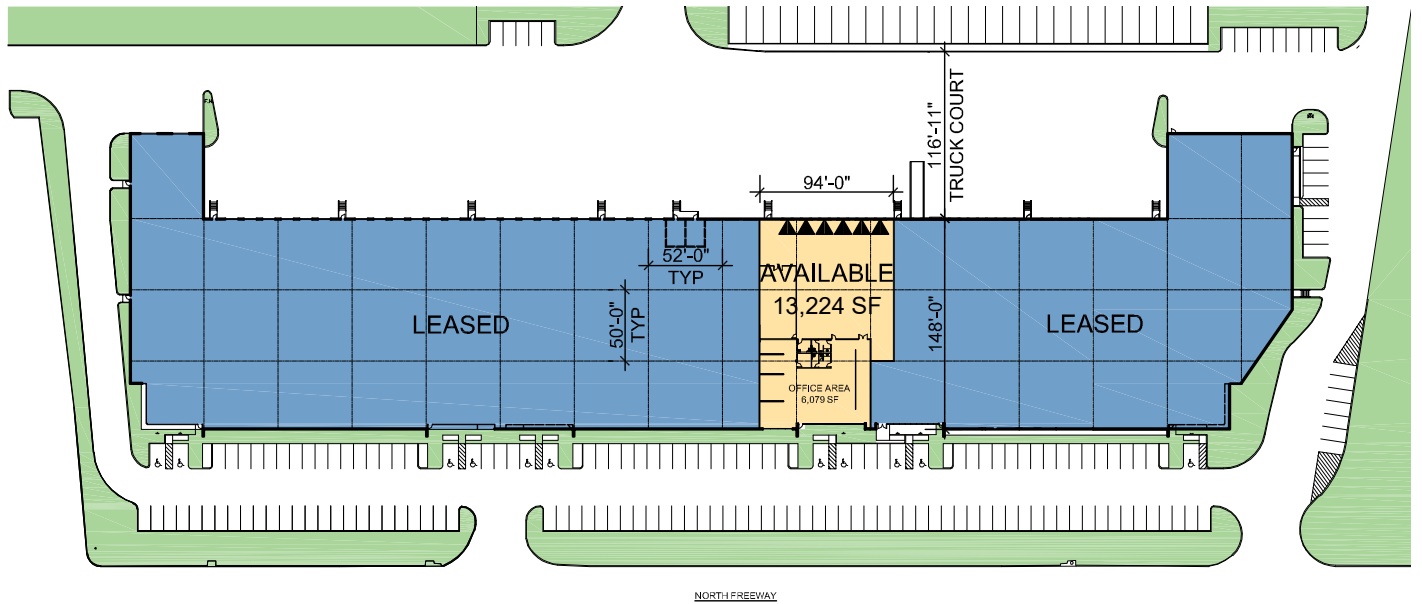 116'-11"
TRUCK COURT
94'-0"
52'-0"
TYP
AVAILABLE
13,224 SF
50'-0"
TYP
LEASED
LEASED
148'-0"
OFFICE AREA
6,079 SF
NORTH FREEWAY